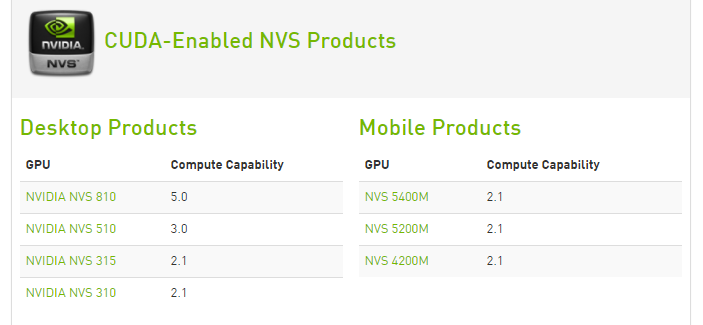 NVIDIA.
NVS
CUDA-Enabled NVS Products
Desktop Products
GPU Compute Capability
NVIDIA NVS 810 5.0
NVIDIA NVS 510 3.0
NVIDIA NVS 315 2.1
NVIDIA NVS 310 2.1
Mobile Products
GPU Compute Capability
NVS 5400M 2.1
NVS 5200M 2.1
NVS 4200M 2.1